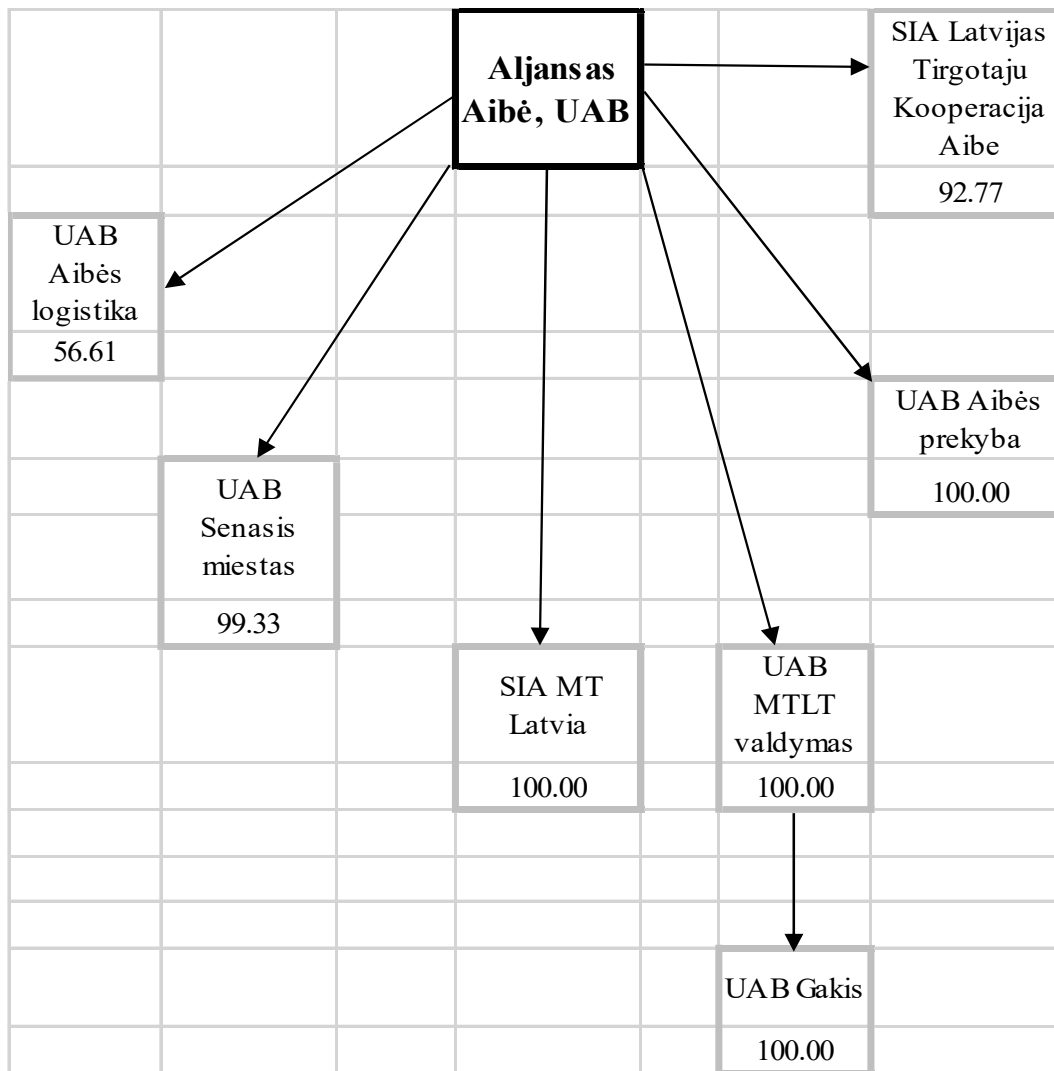 Aljansas
Aibė, UAB
SIA Latvijas
Tirgotaju
Kooperacija
Aibe
92.77
UAB
Aibės
logistika
56.61
UAB Aibės
prekyba
100.00
UAB
Senasis
miestas
99.33
SIA MT
Latvia
100.00
UAB
MTLT
valdymas
100.00
UAB Gakis
100.00